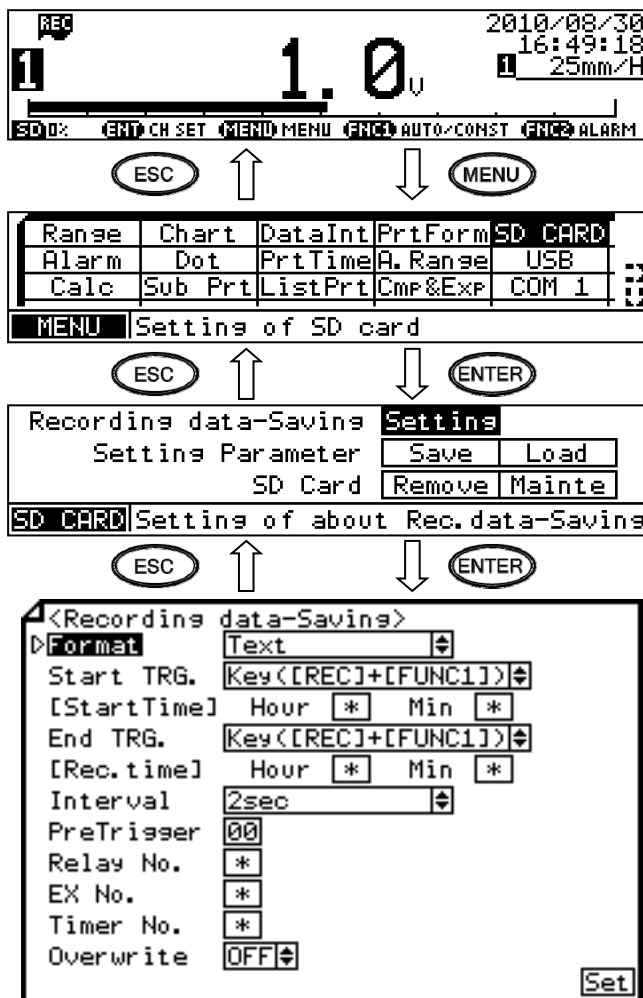 REC 2010/08/30
16:49:18
1 1.0V 1 25mm/H
SD 0% ENT CH SET MENU MENU FNC1 AUTO/CONST FNC2 ALARM
ESC MENU
Range Chart DataInt PrtForm SD CARD
Alarm Dot PrtTime A.Range USB
Calc Sub Prt ListPrt Cmp&Exp COM 1
MENU Setting of SD card
ESC ENTER
Recording data-Saving Setting
Setting Parameter Save Load
SD Card Remove Mainte
SD CARD Setting of about Rec.data-Saving
ESC ENTER
<Recording data-Saving>
Format Text
Start TRG. Key([REC]+[FUNC1])
[StartTime] Hour * Min *
End TRG. Key([REC]+[FUNC1])
[Rec.time] Hour * Min *
Interval 2sec
PreTrigger 00
Relay No. *
EX No. *
Timer No. *
Overwrite OFF
Set